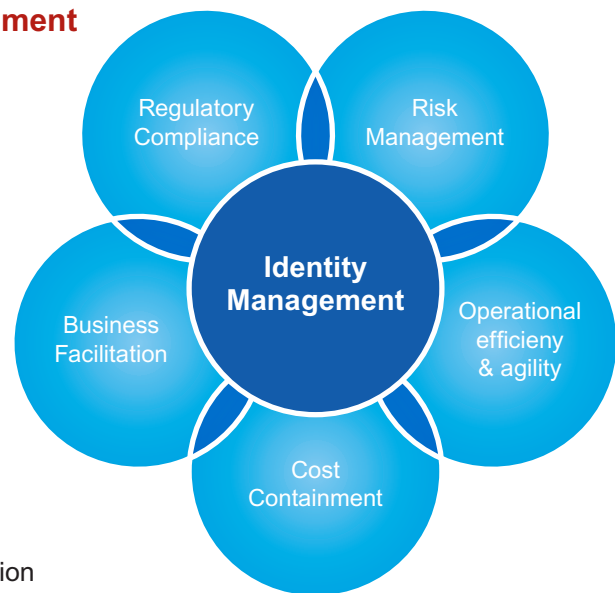 ment
Regulatory
Compliance
Risk
Management
Identity
Management
Business
Facilitation
Operational
efficieny
& agility
Cost
Containment
ion